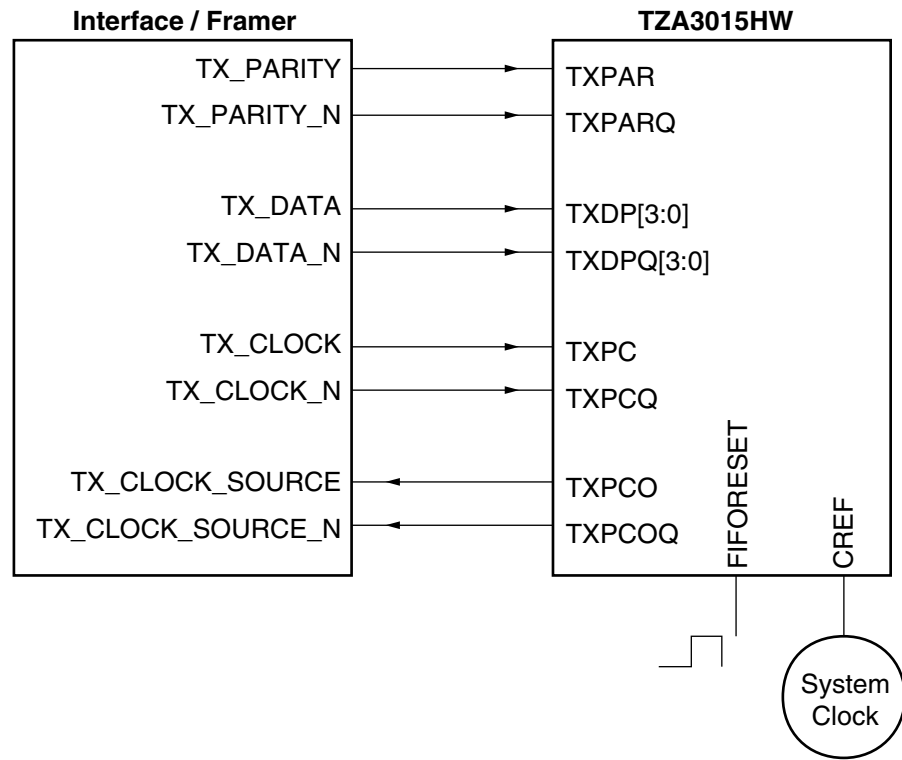 Interface / Framer
TZA3015HW
TX_PARITY
TXPAR
TX_PARITY_N
TXPARQ
TX_DATA
TXDP[3:0]
TX_DATA_N
TXDPQ[3:0]
TX_CLOCK
TXPC
TX_CLOCK_N
TXPCQ
TX_CLOCK_SOURCE
TXPCO
TX_CLOCK_SOURCE_N
TXPCOQ
FIFORESET
CREF
System
Clock